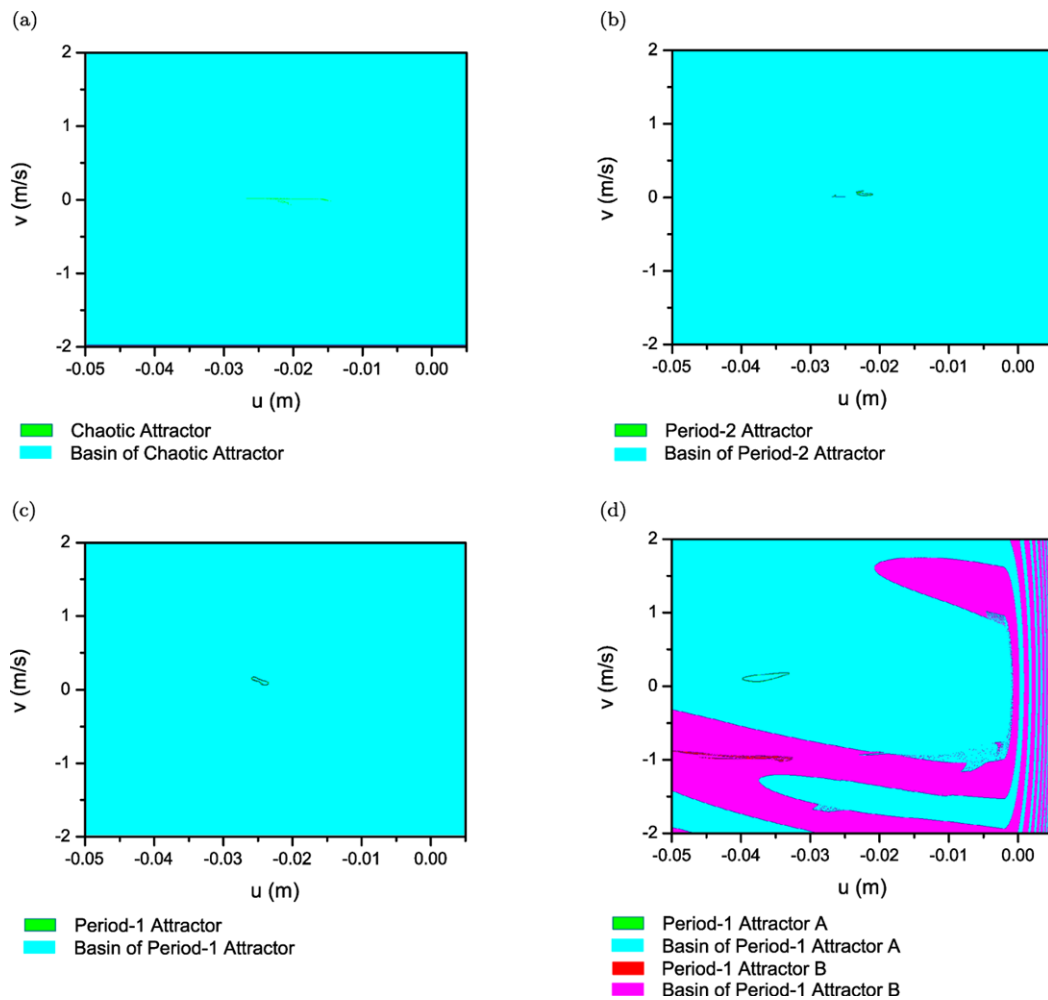 (a)
(b)
2
1
0
-1
-2
v (m/s)
-0.05 -0.04 -0.03 -0.02 -0.01 0.00
u (m)
Chaotic Attractor
Basin of Chaotic Attractor
2
1
0
-1
-2
v (m/s)
-0.05 -0.04 -0.03 -0.02 -0.01 0.00
u (m)
Period-2 Attractor
Basin of Period-2 Attractor
(c)
(d)
2
1
0
-1
-2
v (m/s)
-0.05 -0.04 -0.03 -0.02 -0.01 0.00
u (m)
Period-1 Attractor
Basin of Period-1 Attractor
2
1
0
-1
-2
v (m/s)
-0.05 -0.04 -0.03 -0.02 -0.01 0.00
u (m)
Period-1 Attractor A
Basin of Period-1 Attractor A
Period-1 Attractor B
Basin of Period-1 Attractor B